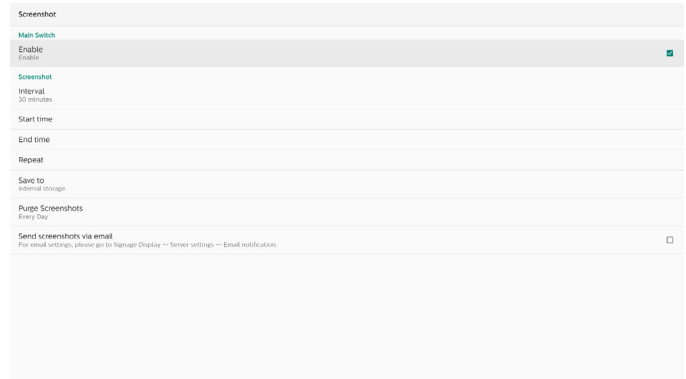 Screenshot
Main Switch
Enable
Enable
Screenshot
Interval
30 minutes
Start time
End time
Repeat
Save to
Internal storage
Purge Screenshots
Every Day
Send screenshots via email
For email settings, please go to Signage Display -- Server settings -- Email notification.